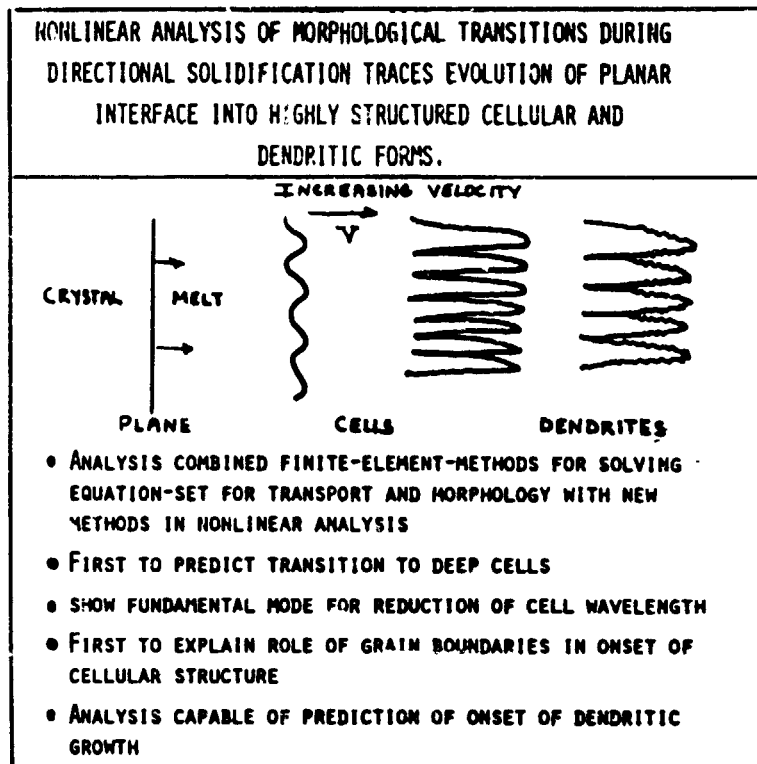 NONLINEAR ANALYSIS OF MORPHOLOGICAL TRANSITIONS DURING
DIRECTIONAL SOLIDIFICATION TRACES EVOLUTION OF PLANAR
INTERFACE INTO HIGHLY STRUCTURED CELLULAR AND
DENDRITIC FORMS.
INCREASING VELOCITY
V
CRYSTAL MELT
PLANE CELLS DENDRITES
• ANALYSIS COMBINED FINITE-ELEMENT-METHODS FOR SOLVING
EQUATION-SET FOR TRANSPORT AND MORPHOLOGY WITH NEW
METHODS IN NONLINEAR ANALYSIS
• FIRST TO PREDICT TRANSITION TO DEEP CELLS
• SHOW FUNDAMENTAL MODE FOR REDUCTION OF CELL WAVELENGTH
• FIRST TO EXPLAIN ROLE OF GRAIN BOUNDARIES IN ONSET OF
CELLULAR STRUCTURE
• ANALYSIS CAPABLE OF PREDICTION OF ONSET OF DENDRITIC
GROWTH